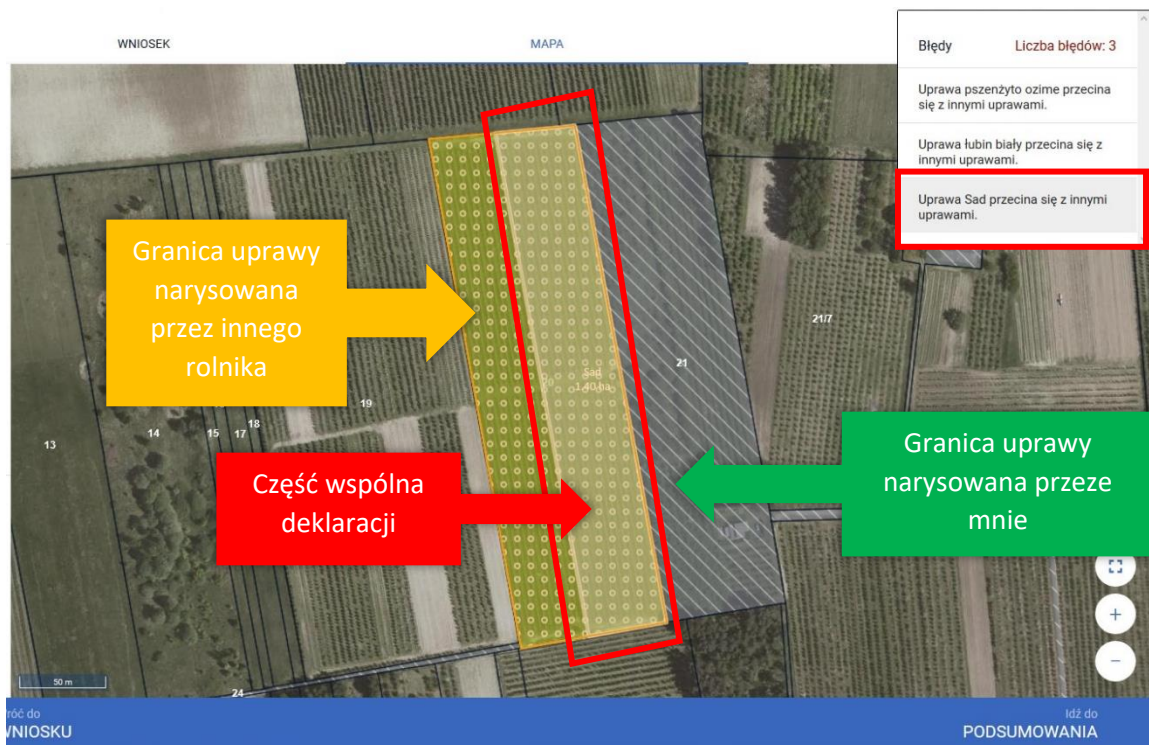 WNIOSEK
MAPA
Błędy
Liczba błędów: 3
Uprawa pszenżyto ozime przecina
się z innymi uprawami.
Uprawa łubin biały przecina się z
innymi uprawami.
Uprawa Sad przecina się z innymi
uprawami.
Granica uprawy
narysowana
przez innego
rolnika
Część wspólna
deklaracji
Granica uprawy
narysowana przeze
mnie
Sad
1,40 ha
20
21
21/7
19
18
17
15
14
13
24
50 m
róć do
WNIOSKU
Idź do
PODSUMOWANIA